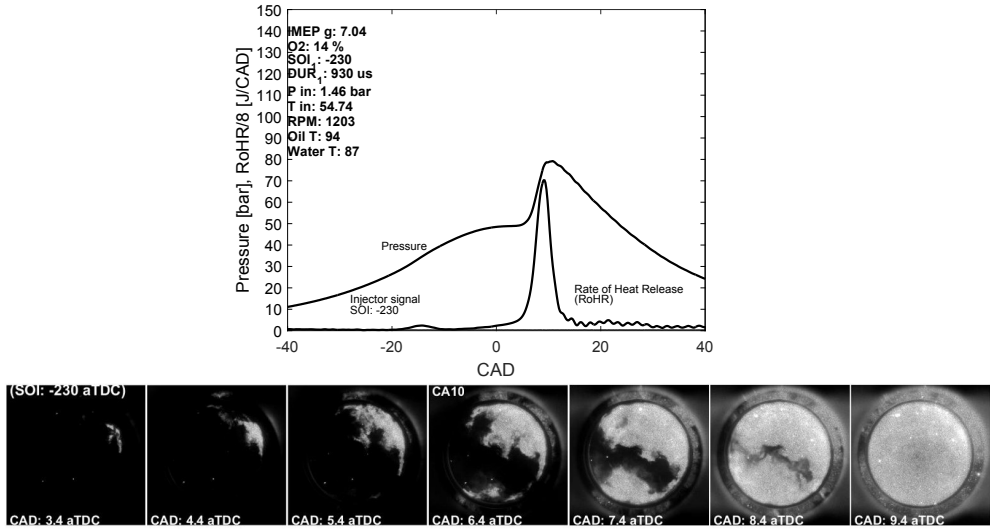 150
140
130
120
110
100
90
80
70
60
50
40
30
20
10
0
Pressure [bar], RoHR/8 [J/CAD]
IMEP g: 7.04
O2: 14 %
SOI1: -230
DUR1: 930 us
P in: 1.46 bar
T in: 54.74
RPM: 1203
Oil T: 94
Water T: 87
Pressure
Injector signal
SOI: -230
Rate of Heat Release
(RoHR)
-40 -20 0 20 40
CAD
(SOI: -230 aTDC)
CA10
CAD: 3.4 aTDC
CAD: 4.4 aTDC
CAD: 5.4 aTDC
CAD: 6.4 aTDC
CAD: 7.4 aTDC
CAD: 8.4 aTDC
CAD: 9.4 aTDC